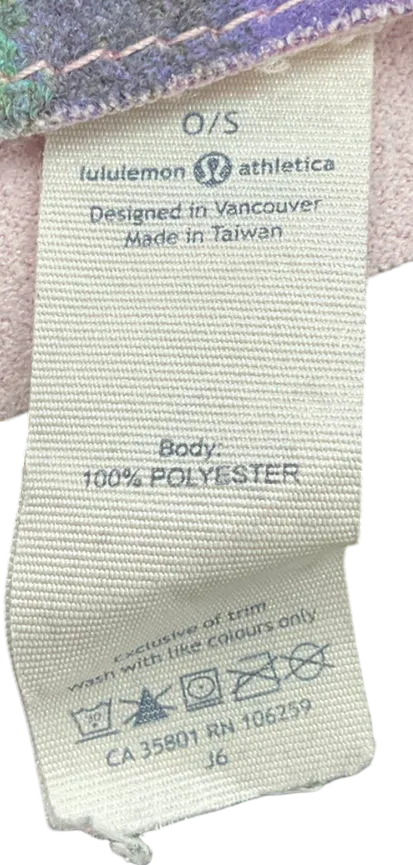 O/S
lululemon athletica
Designed in Vancouver
Made in Taiwan
Body:
100% POLYESTER
exclusive of trim
wash with like colours only
30
CA 35801 RN 106259
J6